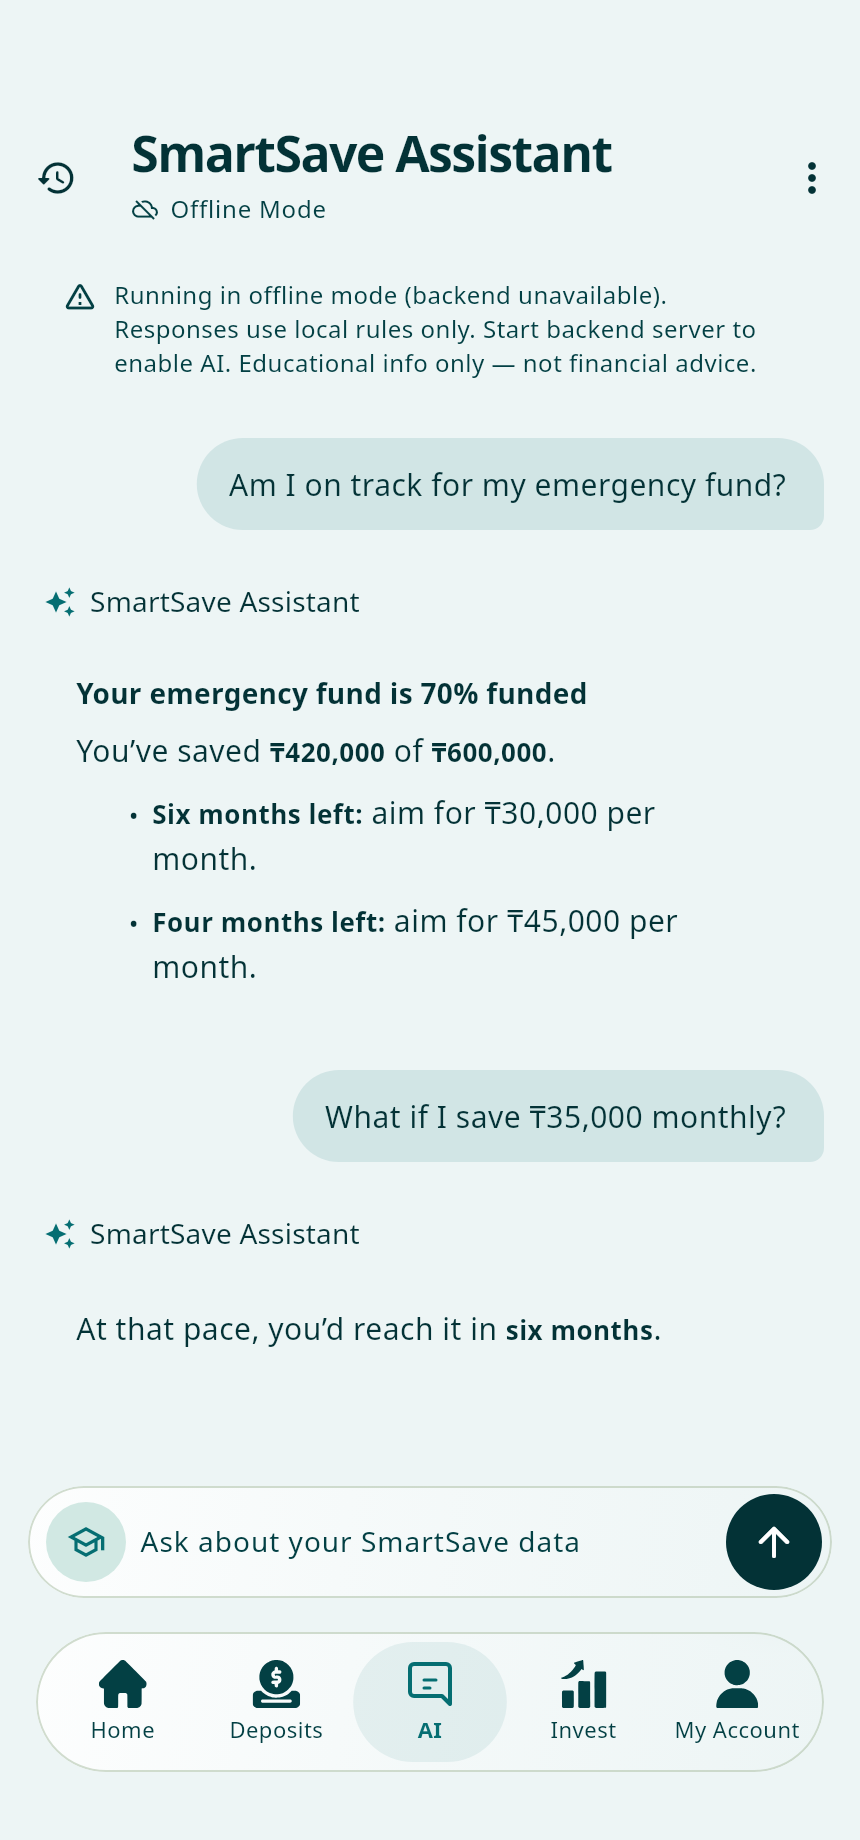 SmartSave Assistant
Offline Mode
Running in offline mode (backend unavailable).
Responses use local rules only. Start backend server to
enable AI. Educational info only — not financial advice.
Am I on track for my emergency fund?
SmartSave Assistant
Your emergency fund is 70% funded
You’ve saved ₸420,000 of ₸600,000.
• Six months left: aim for ₸30,000 per
month.
• Four months left: aim for ₸45,000 per
month.
What if I save ₸35,000 monthly?
SmartSave Assistant
At that pace, you’d reach it in six months.
Ask about your SmartSave data
Home
Deposits
AI
Invest
My Account